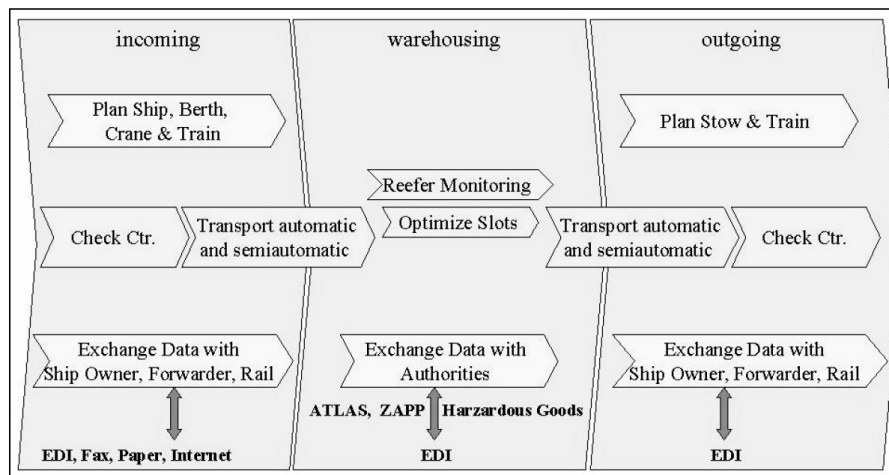 incoming
warehousing
outgoing
Plan Ship, Berth,
Crane & Train
Plan Stow & Train
Reefer Monitoring
Optimize Slots
Check Ctr.
Transport automatic
and semiautomatic
Transport automatic
and semiautomatic
Check Ctr.
Exchange Data with
Ship Owner, Forwarder, Rail
Exchange Data with
Authorities
Exchange Data with
Ship Owner, Forwarder, Rail
ATLAS, ZAPP Harzardous Goods
EDI, Fax, Paper, Internet
EDI
EDI